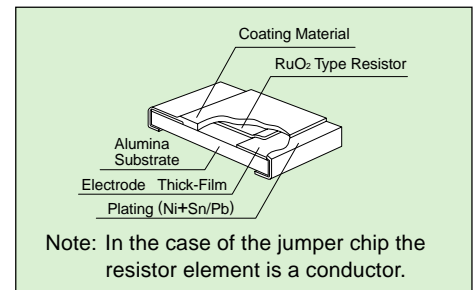 Coating Material
RuO₂ Type Resistor
Alumina
Substrate
Electrode Thick-Film
Plating (Ni+Sn/Pb)
Note: In the case of the jumper chip the
resistor element is a conductor.